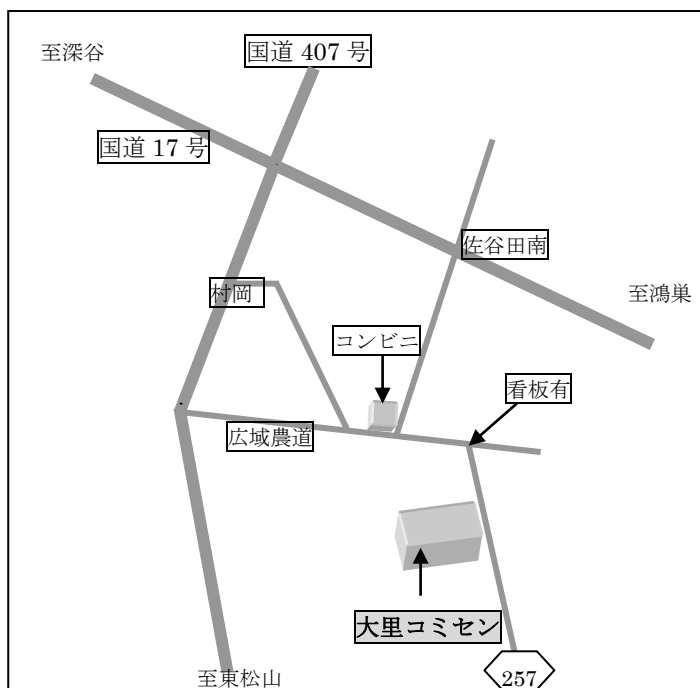 至深谷
国道 407 号
国道 17 号
佐谷田南
至鴻巣
村岡
コンビニ
看板有
広域農道
大里コミセン
至東松山
257